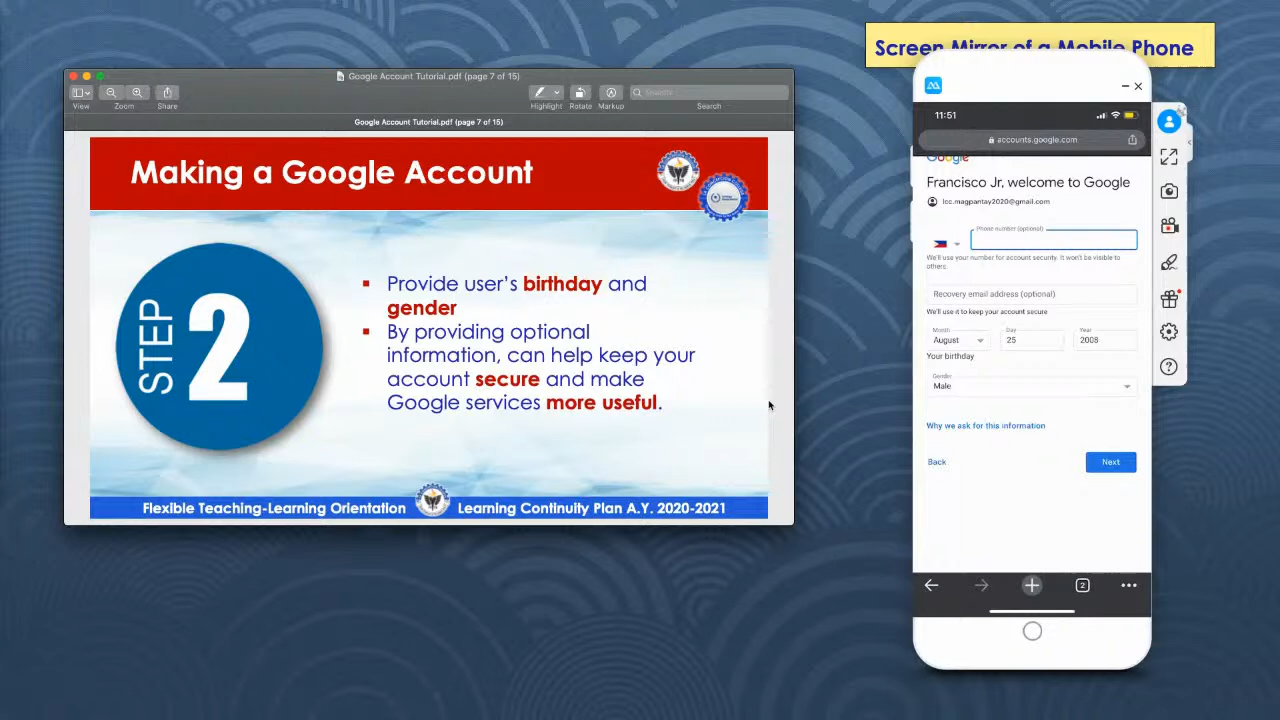 Screen Mirror of a Mobile Phone
Google Account Tutorial.pdf (page 7 of 15)
View
Zoom
Share
Highlight
Rotate
Markup
Search
Search
Google Account Tutorial.pdf (page 7 of 15)
Making a Google Account
STEP 2
Provide user's birthday and
gender
By providing optional
information, can help keep your
account secure and make
Google services more useful.
Flexible Teaching-Learning Orientation
Learning Continuity Plan A.Y. 2020-2021
11:51
accounts.google.com
Google
Francisco Jr, welcome to Google
lcc.magpantay2020@gmail.com
Phone number (optional)
We'll use your number for account security. It won't be visible to
others.
Recovery email address (optional)
We'll use it to keep your account secure
Month
Day
Year
August
25
2008
Your birthday
Gender
Male
Why we ask for this information
Back
Next
2